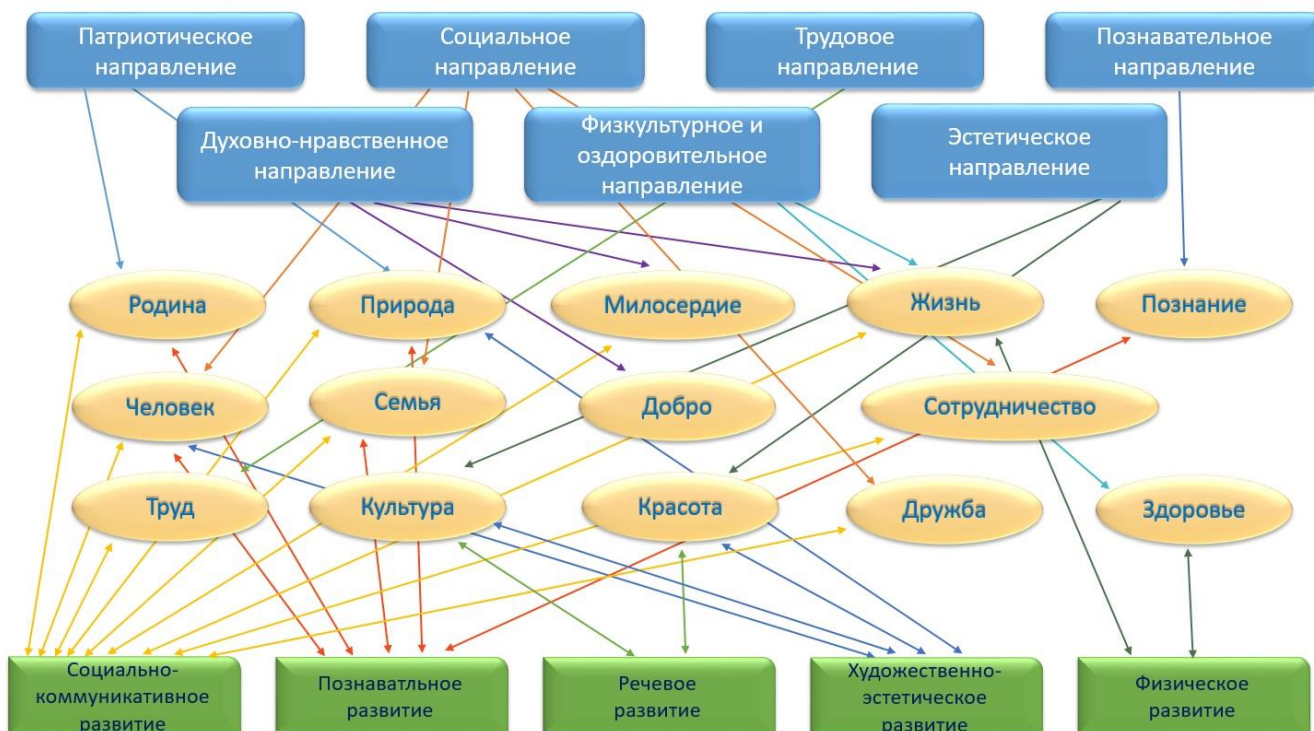 Патриотическое
направление
Социальное
направление
Трудовое
направление
Познавательное
направление
Духовно-нравственное
направление
Физкультурное и
оздоровительное
направление
Эстетическое
направление
Родина
Природа
Милосердие
Жизнь
Познание
Человек
Семья
Добро
Сотрудничество
Труд
Культура
Красота
Дружба
Здоровье
Социально-
коммуникативное
развитие
Познаватльное
развитие
Речевое
развитие
Художественно-
эстетическое
развитие
Физическое
развитие